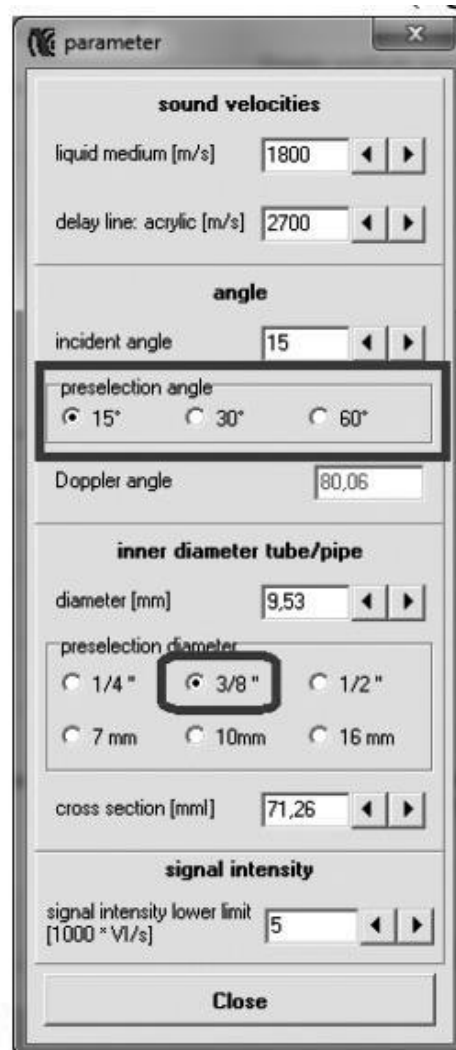 parameter
sound velocities
liquid medium [m/s] 1800
delay line: acrylic [m/s] 2700
angle
incident angle 15
preselection angle
15° 30° 60°
Doppler angle 80,06
inner diameter tube/pipe
diameter [mm] 9,53
preselection diameter
1/4 " 3/8 " 1/2 "
7 mm 10mm 16 mm
cross section [mml] 71,26
signal intensity
signal intensity lower limit
[1000 * VI/s] 5
Close